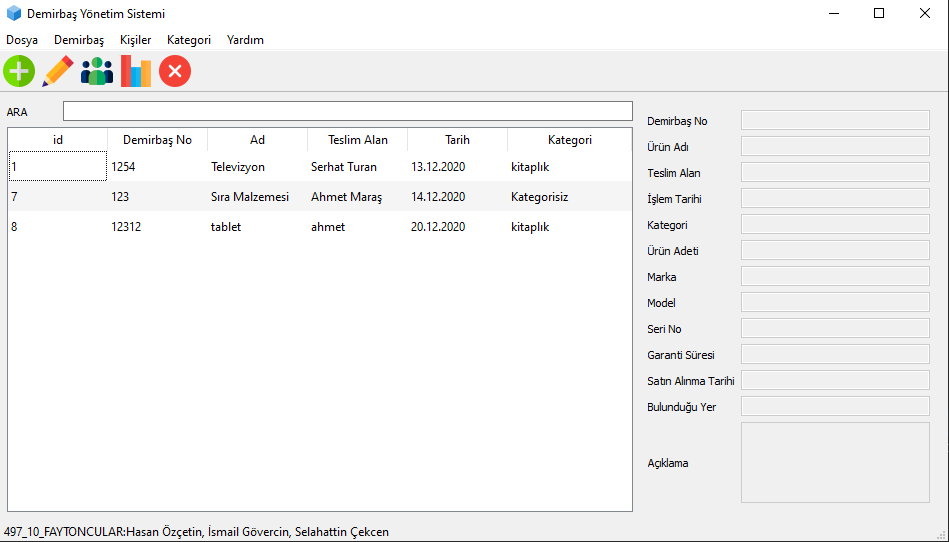 Demirbaş Yönetim Sistemi
Dosya Demirbaş Kişiler Kategori Yardım
ARA
id Demirbaş No Ad Teslim Alan Tarih Kategori
1 1254 Televizyon Serhat Turan 13.12.2020 kitaplık
7 123 Sıra Malzemesi Ahmet Maraş 14.12.2020 Kategorisiz
8 12312 tablet ahmet 20.12.2020 kitaplık
Demirbaş No
Ürün Adı
Teslim Alan
İşlem Tarihi
Kategori
Ürün Adeti
Marka
Model
Seri No
Garanti Süresi
Satın Alınma Tarihi
Bulunduğu Yer
Açıklama
497_10_FAYTONCULAR:Hasan Özçetin, İsmail Gövercin, Selahattin Çekcen